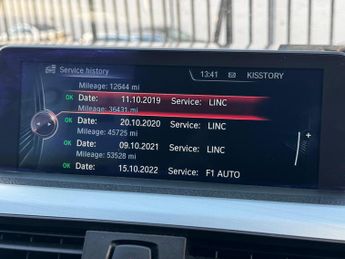 Service history 13:41 KISSTORY
Mileage: 12644 mi
OK Date: 11.10.2019 Service: LINC
Mileage: 36431 mi
OK Date: 20.10.2020 Service: LINC
Mileage: 45725 mi
OK Date: 09.10.2021 Service: LINC
Mileage: 53528 mi
OK Date: 15.10.2022 Service: F1 AUTO
+
-